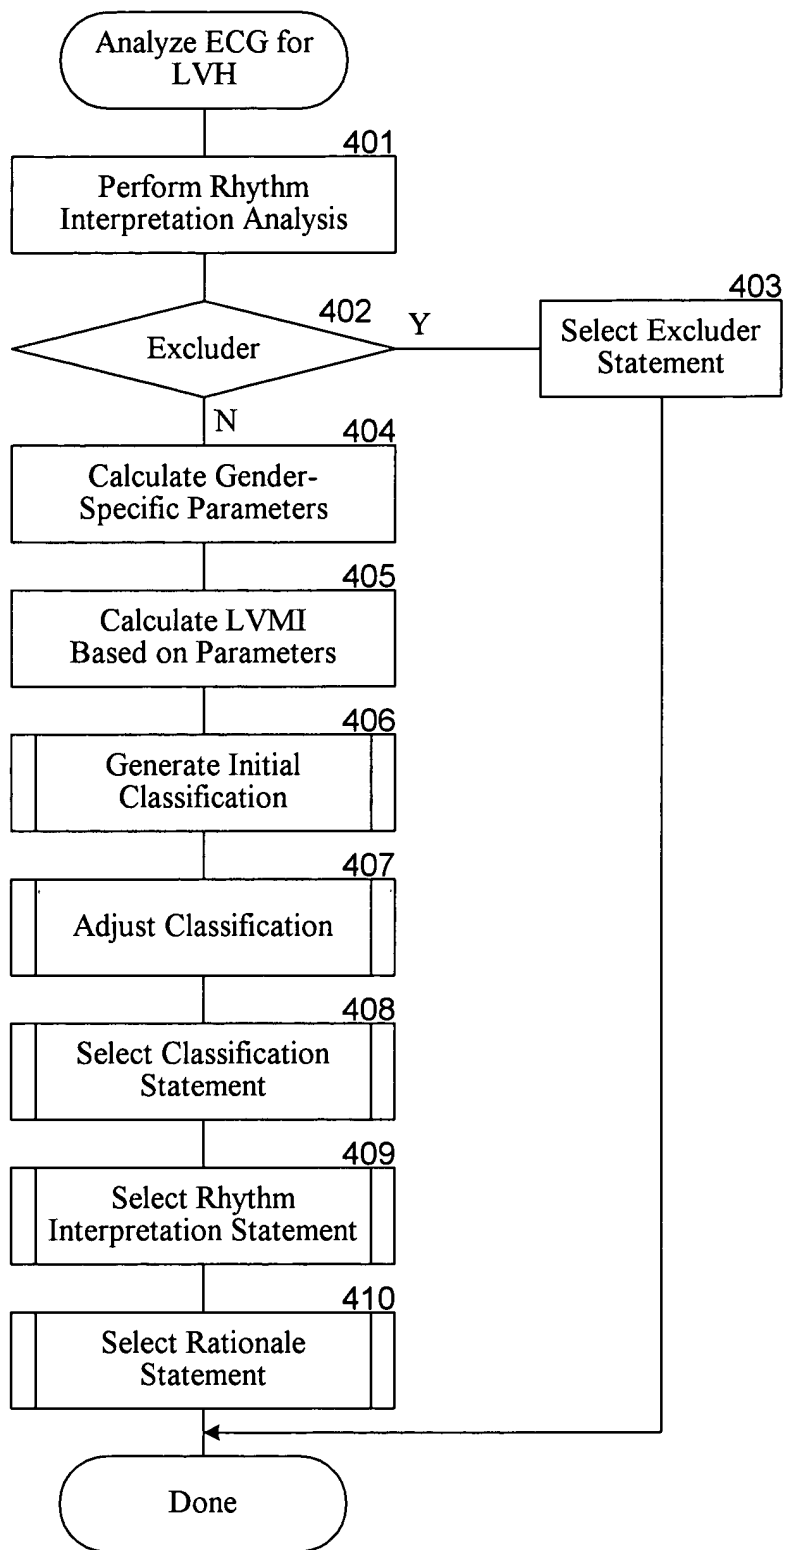 Analyze ECG for
LVH
401
Perform Rhythm
Interpretation Analysis
402
Excluder
Y
403
Select Excluder
Statement
N
404
Calculate Gender-
Specific Parameters
405
Calculate LVMI
Based on Parameters
406
Generate Initial
Classification
407
Adjust Classification
408
Select Classification
Statement
409
Select Rhythm
Interpretation Statement
410
Select Rationale
Statement
Done